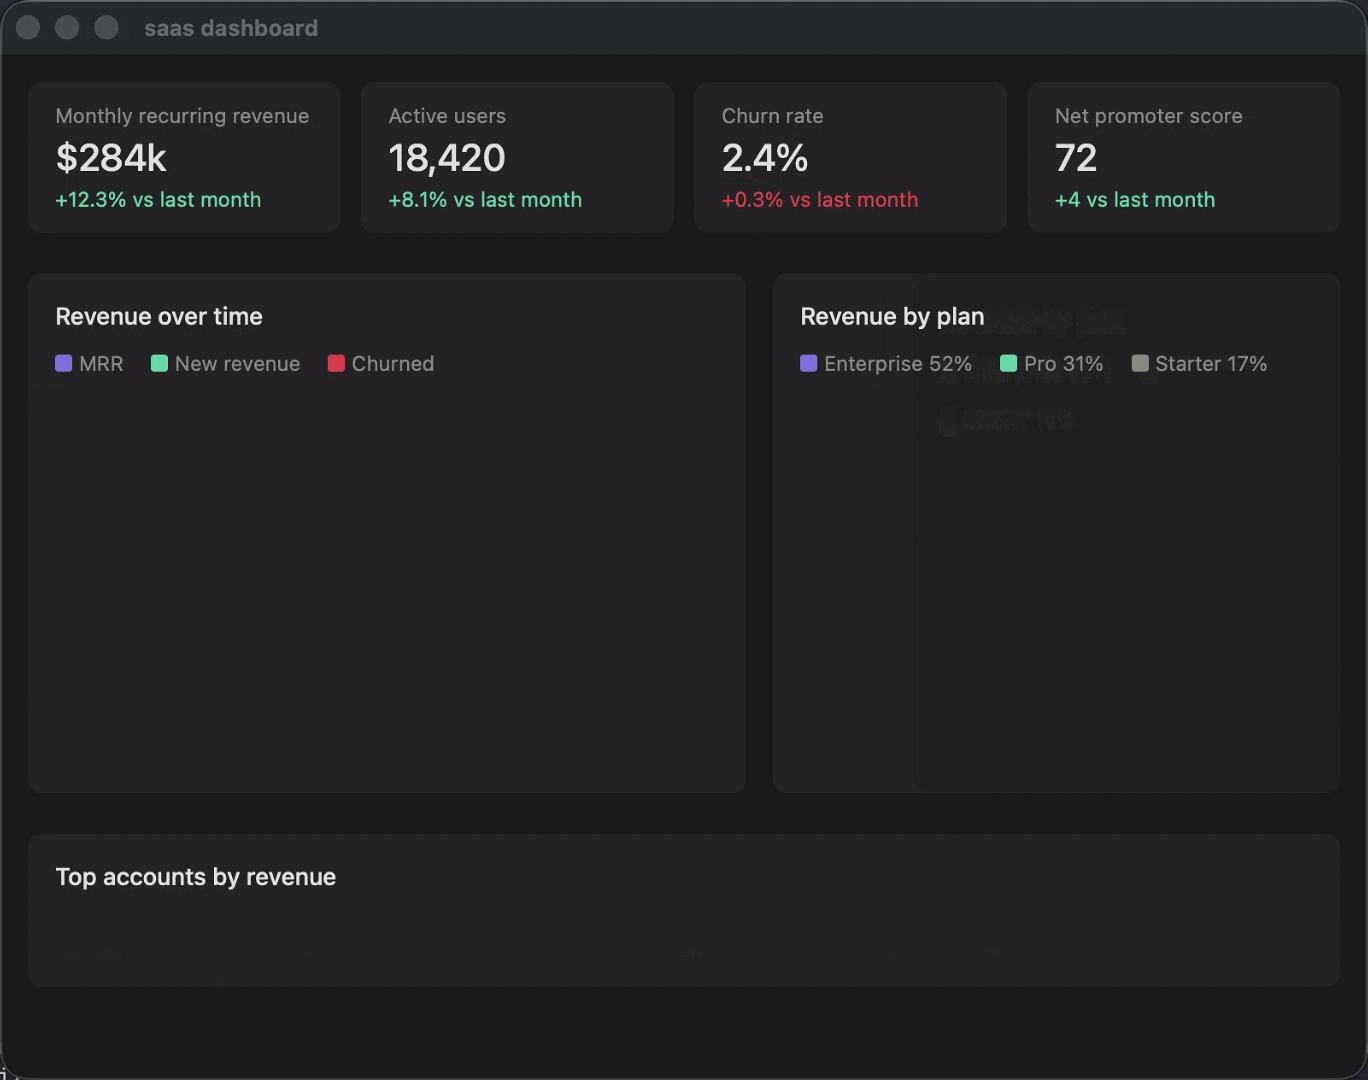 saas dashboard
Monthly recurring revenue
$284k
+12.3% vs last month
Active users
18,420
+8.1% vs last month
Churn rate
2.4%
+0.3% vs last month
Net promoter score
72
+4 vs last month
Revenue over time
MRR New revenue Churned
Revenue by plan
Enterprise 52% Pro 31% Starter 17%
Top accounts by revenue